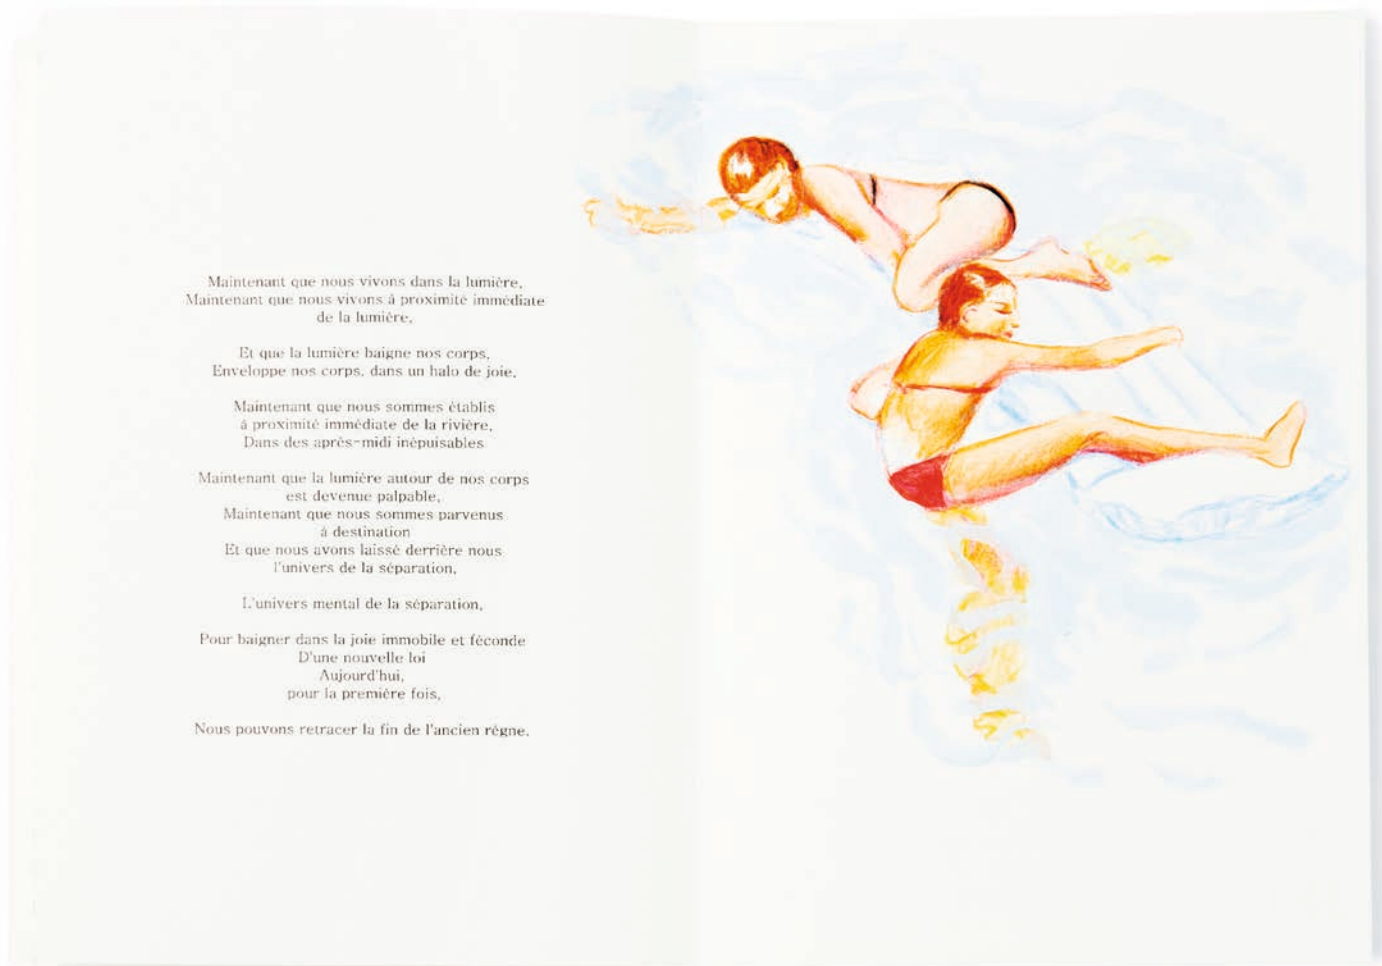 Maintenant que nous vivons dans la lumière,
Maintenant que nous vivons à proximité immédiate
de la lumière,
Et que la lumière baigne nos corps,
Enveloppe nos corps, dans un halo de joie,
Maintenant que nous sommes établis
à proximité immédiate de la rivière,
Dans des après-midi inépuisables
Maintenant que la lumière autour de nos corps
est devenue palpable,
Maintenant que nous sommes parvenus
à destination
Et que nous avons laissé derrière nous
l'univers de la séparation,
L'univers mental de la séparation,
Pour baigner dans la joie immobile et féconde
D'une nouvelle loi
Aujourd'hui,
pour la première fois,
Nous pouvons retracer la fin de l'ancien règne.